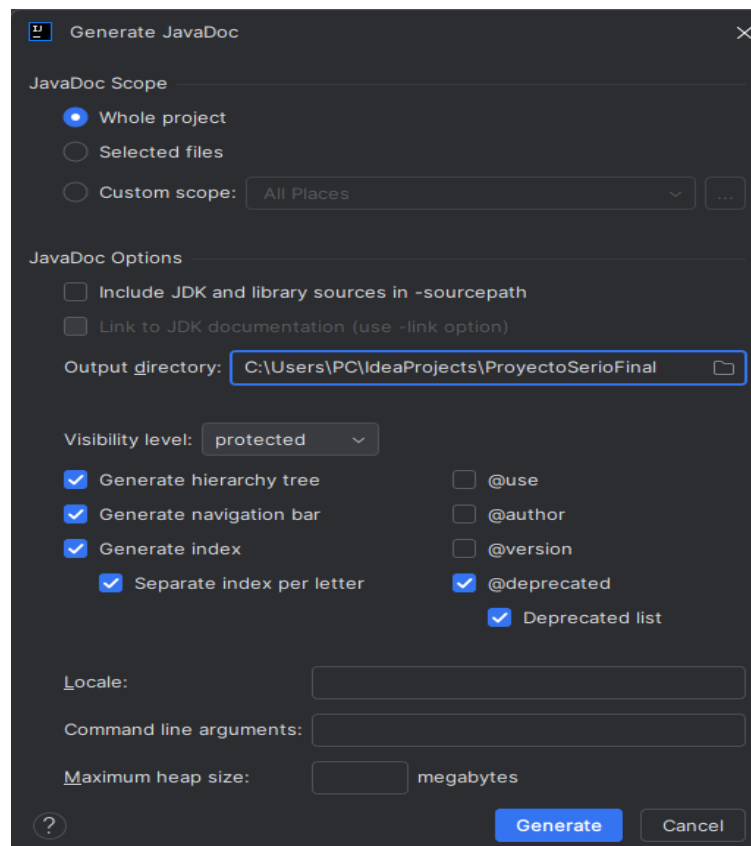 Generate JavaDoc
JavaDoc Scope
Whole project
Selected files
Custom scope: All Places ...
JavaDoc Options
Include JDK and library sources in -sourcepath
Link to JDK documentation (use -link option)
Output directory: C:\Users\PC\IdeaProjects\ProyectoSerioFinal
Visibility level: protected
Generate hierarchy tree @use
Generate navigation bar @author
Generate index @version
Separate index per letter @deprecated
Deprecated list
Locale:
Command line arguments:
Maximum heap size: megabytes
? Generate Cancel